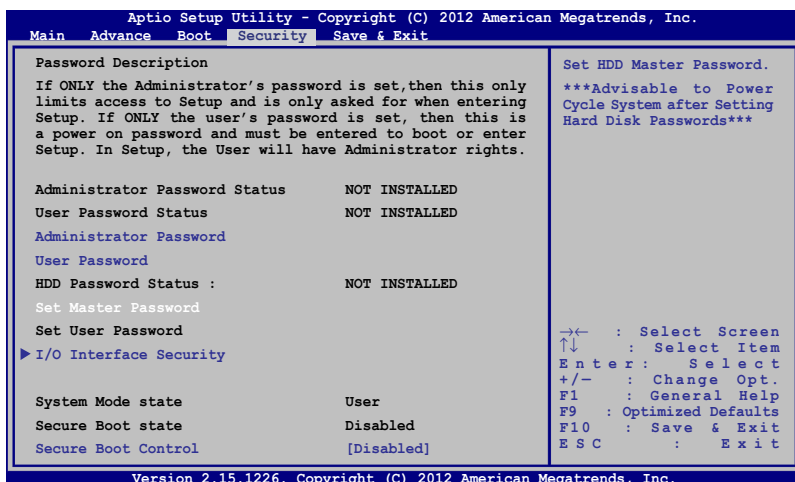 Aptio Setup Utility - Copyright (C) 2012 American Megatrends, Inc.
Main Advance Boot Security Save & Exit
Password Description
If ONLY the Administrator's password is set,then this only
limits access to Setup and is only asked for when entering
Setup. If ONLY the user's password is set, then this is
a power on password and must be entered to boot or enter
Setup. In Setup, the User will have Administrator rights.
Administrator Password Status NOT INSTALLED
User Password Status NOT INSTALLED
Administrator Password
User Password
HDD Password Status : NOT INSTALLED
Set Master Password
Set User Password
▶ I/O Interface Security
System Mode state User
Secure Boot state Disabled
Secure Boot Control [Disabled]
Set HDD Master Password.
***Advisable to Power
Cycle System after Setting
Hard Disk Passwords***
→← : Select Screen
↑↓ : Select Item
Enter: Select
+/— : Change Opt.
F1 : General Help
F9 : Optimized Defaults
F10 : Save & Exit
ESC : Exit
Version 2.15.1226. Copyright (C) 2012 American Megatrends, Inc.